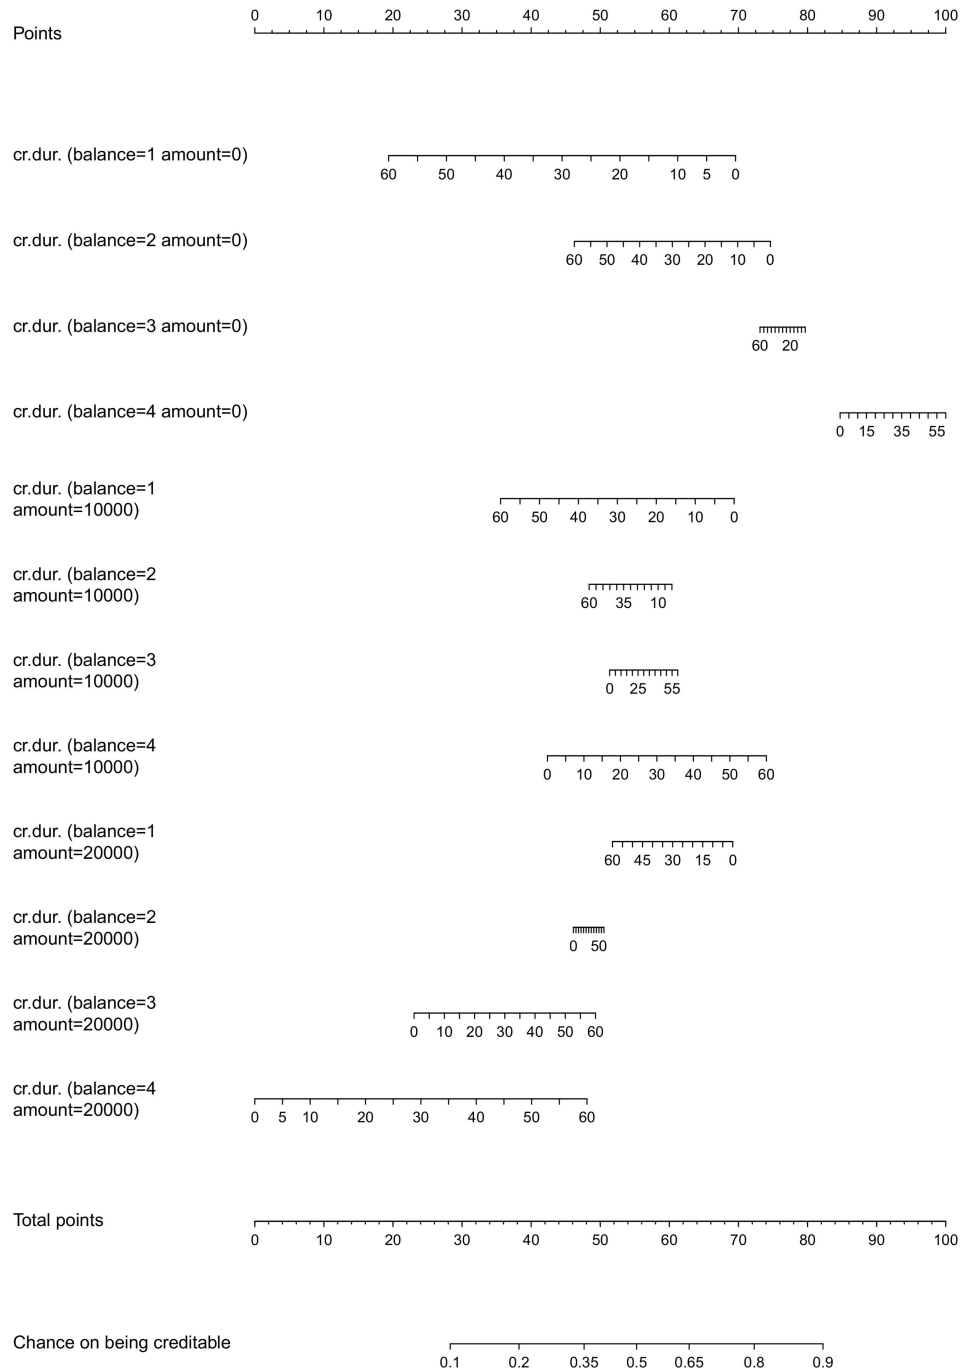 0 10 20 30 40 50 60 70 80 90 100
Points
cr.dur. (balance=1 amount=0)
60 50 40 30 20 10 5 0
cr.dur. (balance=2 amount=0)
60 50 40 30 20 10 0
cr.dur. (balance=3 amount=0)
60 20
cr.dur. (balance=4 amount=0)
0 15 35 55
cr.dur. (balance=1
amount=10000)
60 50 40 30 20 10 0
cr.dur. (balance=2
amount=10000)
60 35 10
cr.dur. (balance=3
amount=10000)
0 25 55
cr.dur. (balance=4
amount=10000)
0 10 20 30 40 50 60
cr.dur. (balance=1
amount=20000)
60 45 30 15 0
cr.dur. (balance=2
amount=20000)
0 50
cr.dur. (balance=3
amount=20000)
0 10 20 30 40 50 60
cr.dur. (balance=4
amount=20000)
0 5 10 20 30 40 50 60
Total points
0 10 20 30 40 50 60 70 80 90 100
Chance on being creditable
0.1 0.2 0.35 0.5 0.65 0.8 0.9